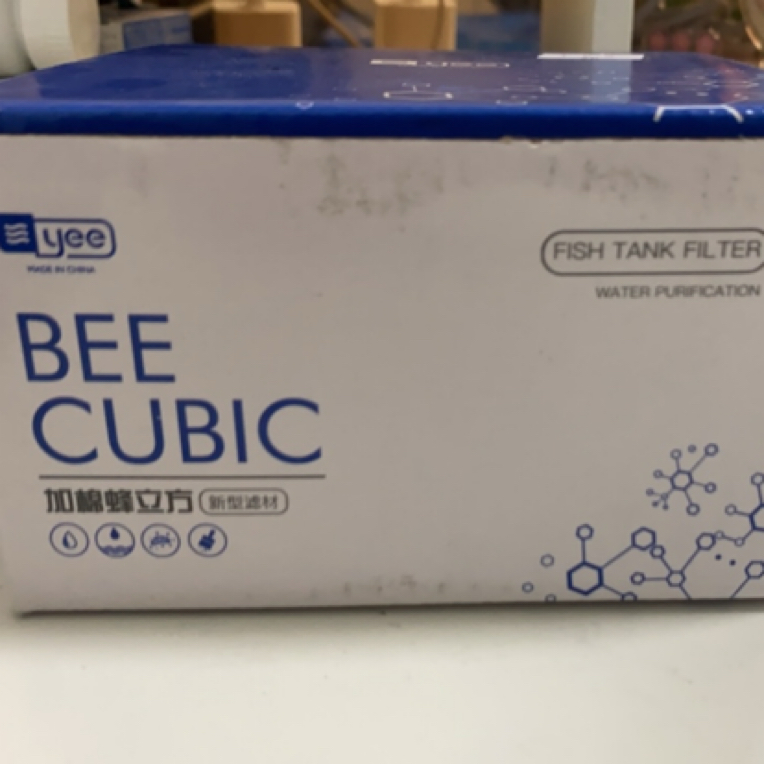 yee
MADE IN CHINA
FISH TANK FILTER
WATER PURIFICATION
BEE
CUBIC
加棉蜂立方
新型滤材